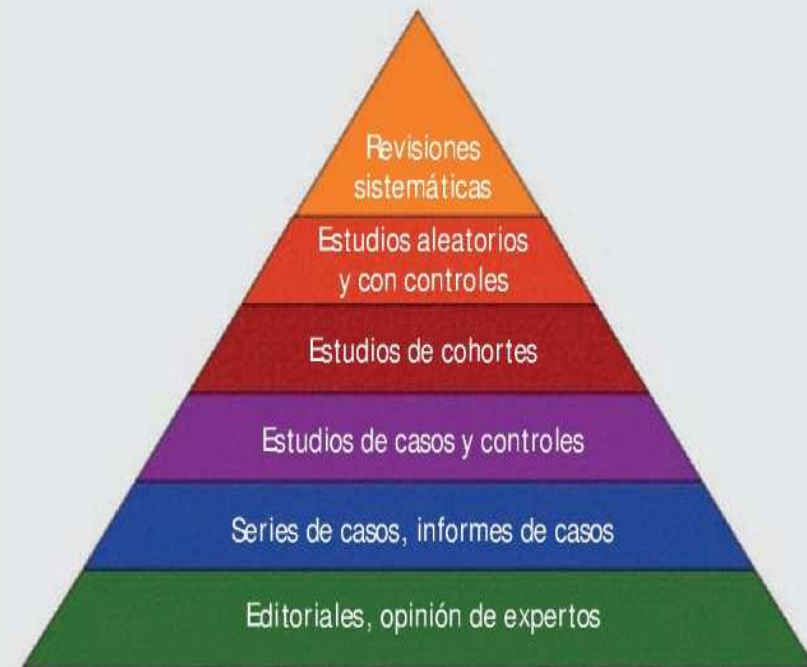 Revisiones
sistemáticas
Estudios aleatorios
y con controles
Estudios de cohortes
Estudios de casos y controles
Series de casos, informes de casos
Editoriales, opinión de expertos